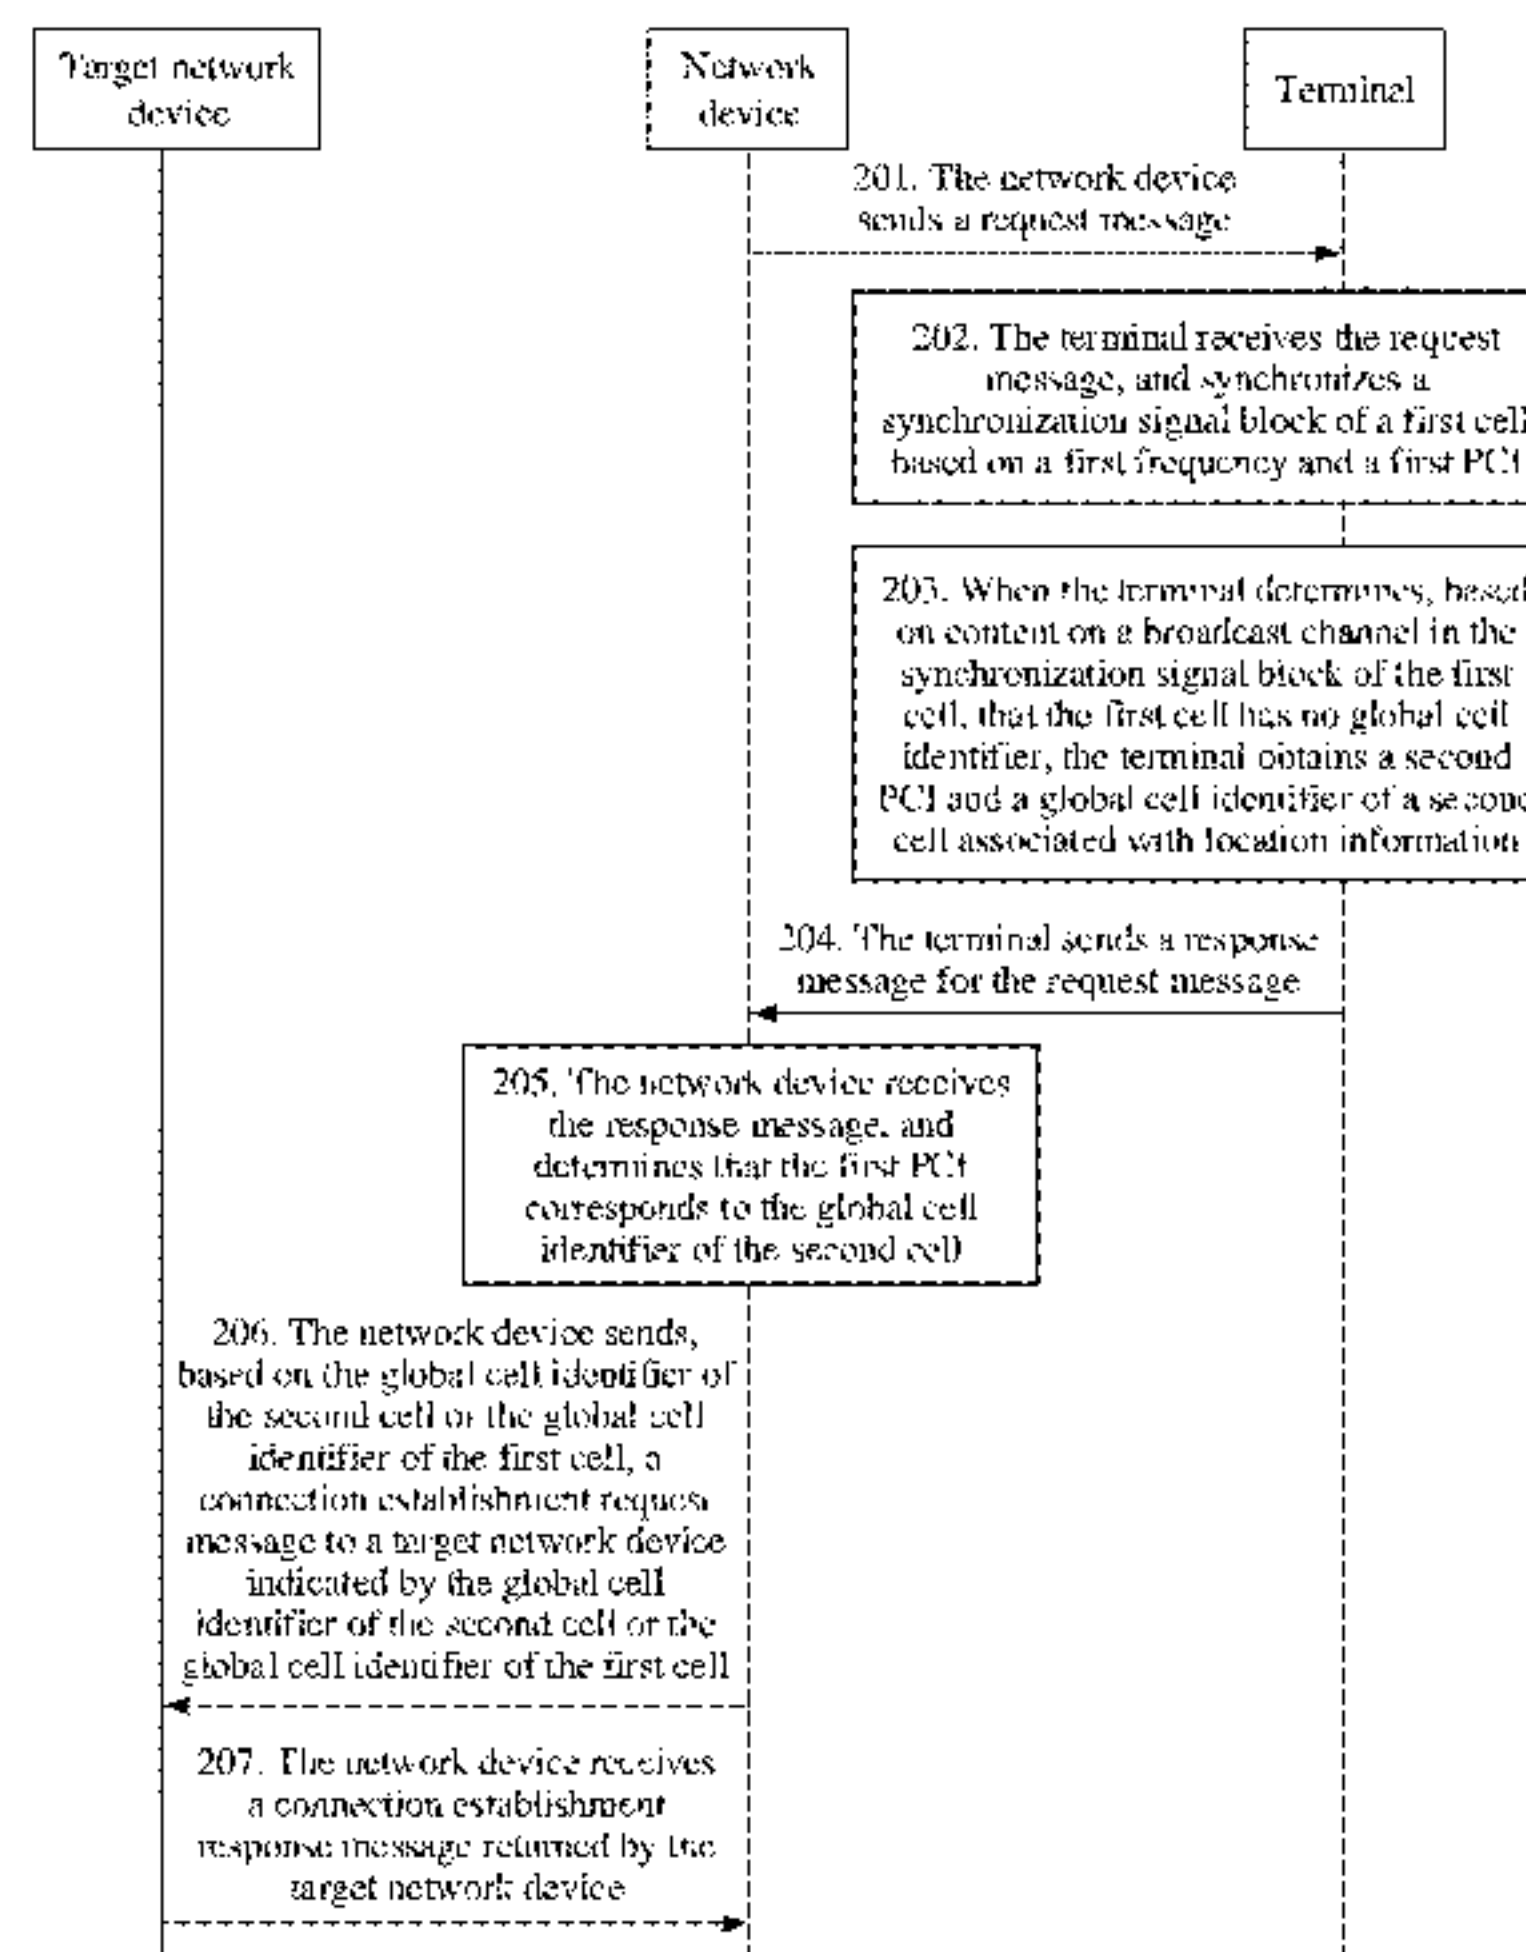 Target network
device
Network
device
Terminal
201. The network device
sends a request message
202. The terminal receives the request
message, and synchronizes a
synchronization signal block of a first cell
based on a first frequency and a first PCI
203. When the terminal determines, based
on content on a broadcast channel in the
synchronization signal block of the first
cell, that the first cell has no global cell
identifier, the terminal obtains a second
PCI and a global cell identifier of a second
cell associated with location information
204. The terminal sends a response
message for the request message
205. The network device receives
the response message, and
determines that the first PCI
corresponds to the global cell
identifier of the second cell
206. The network device sends,
based on the global cell identifier of
the second cell or the global cell
identifier of the first cell, a
connection establishment request
message to a target network device
indicated by the global cell
identifier of the second cell or the
global cell identifier of the first cell
207. The network device receives
a connection establishment
response message returned by the
target network device